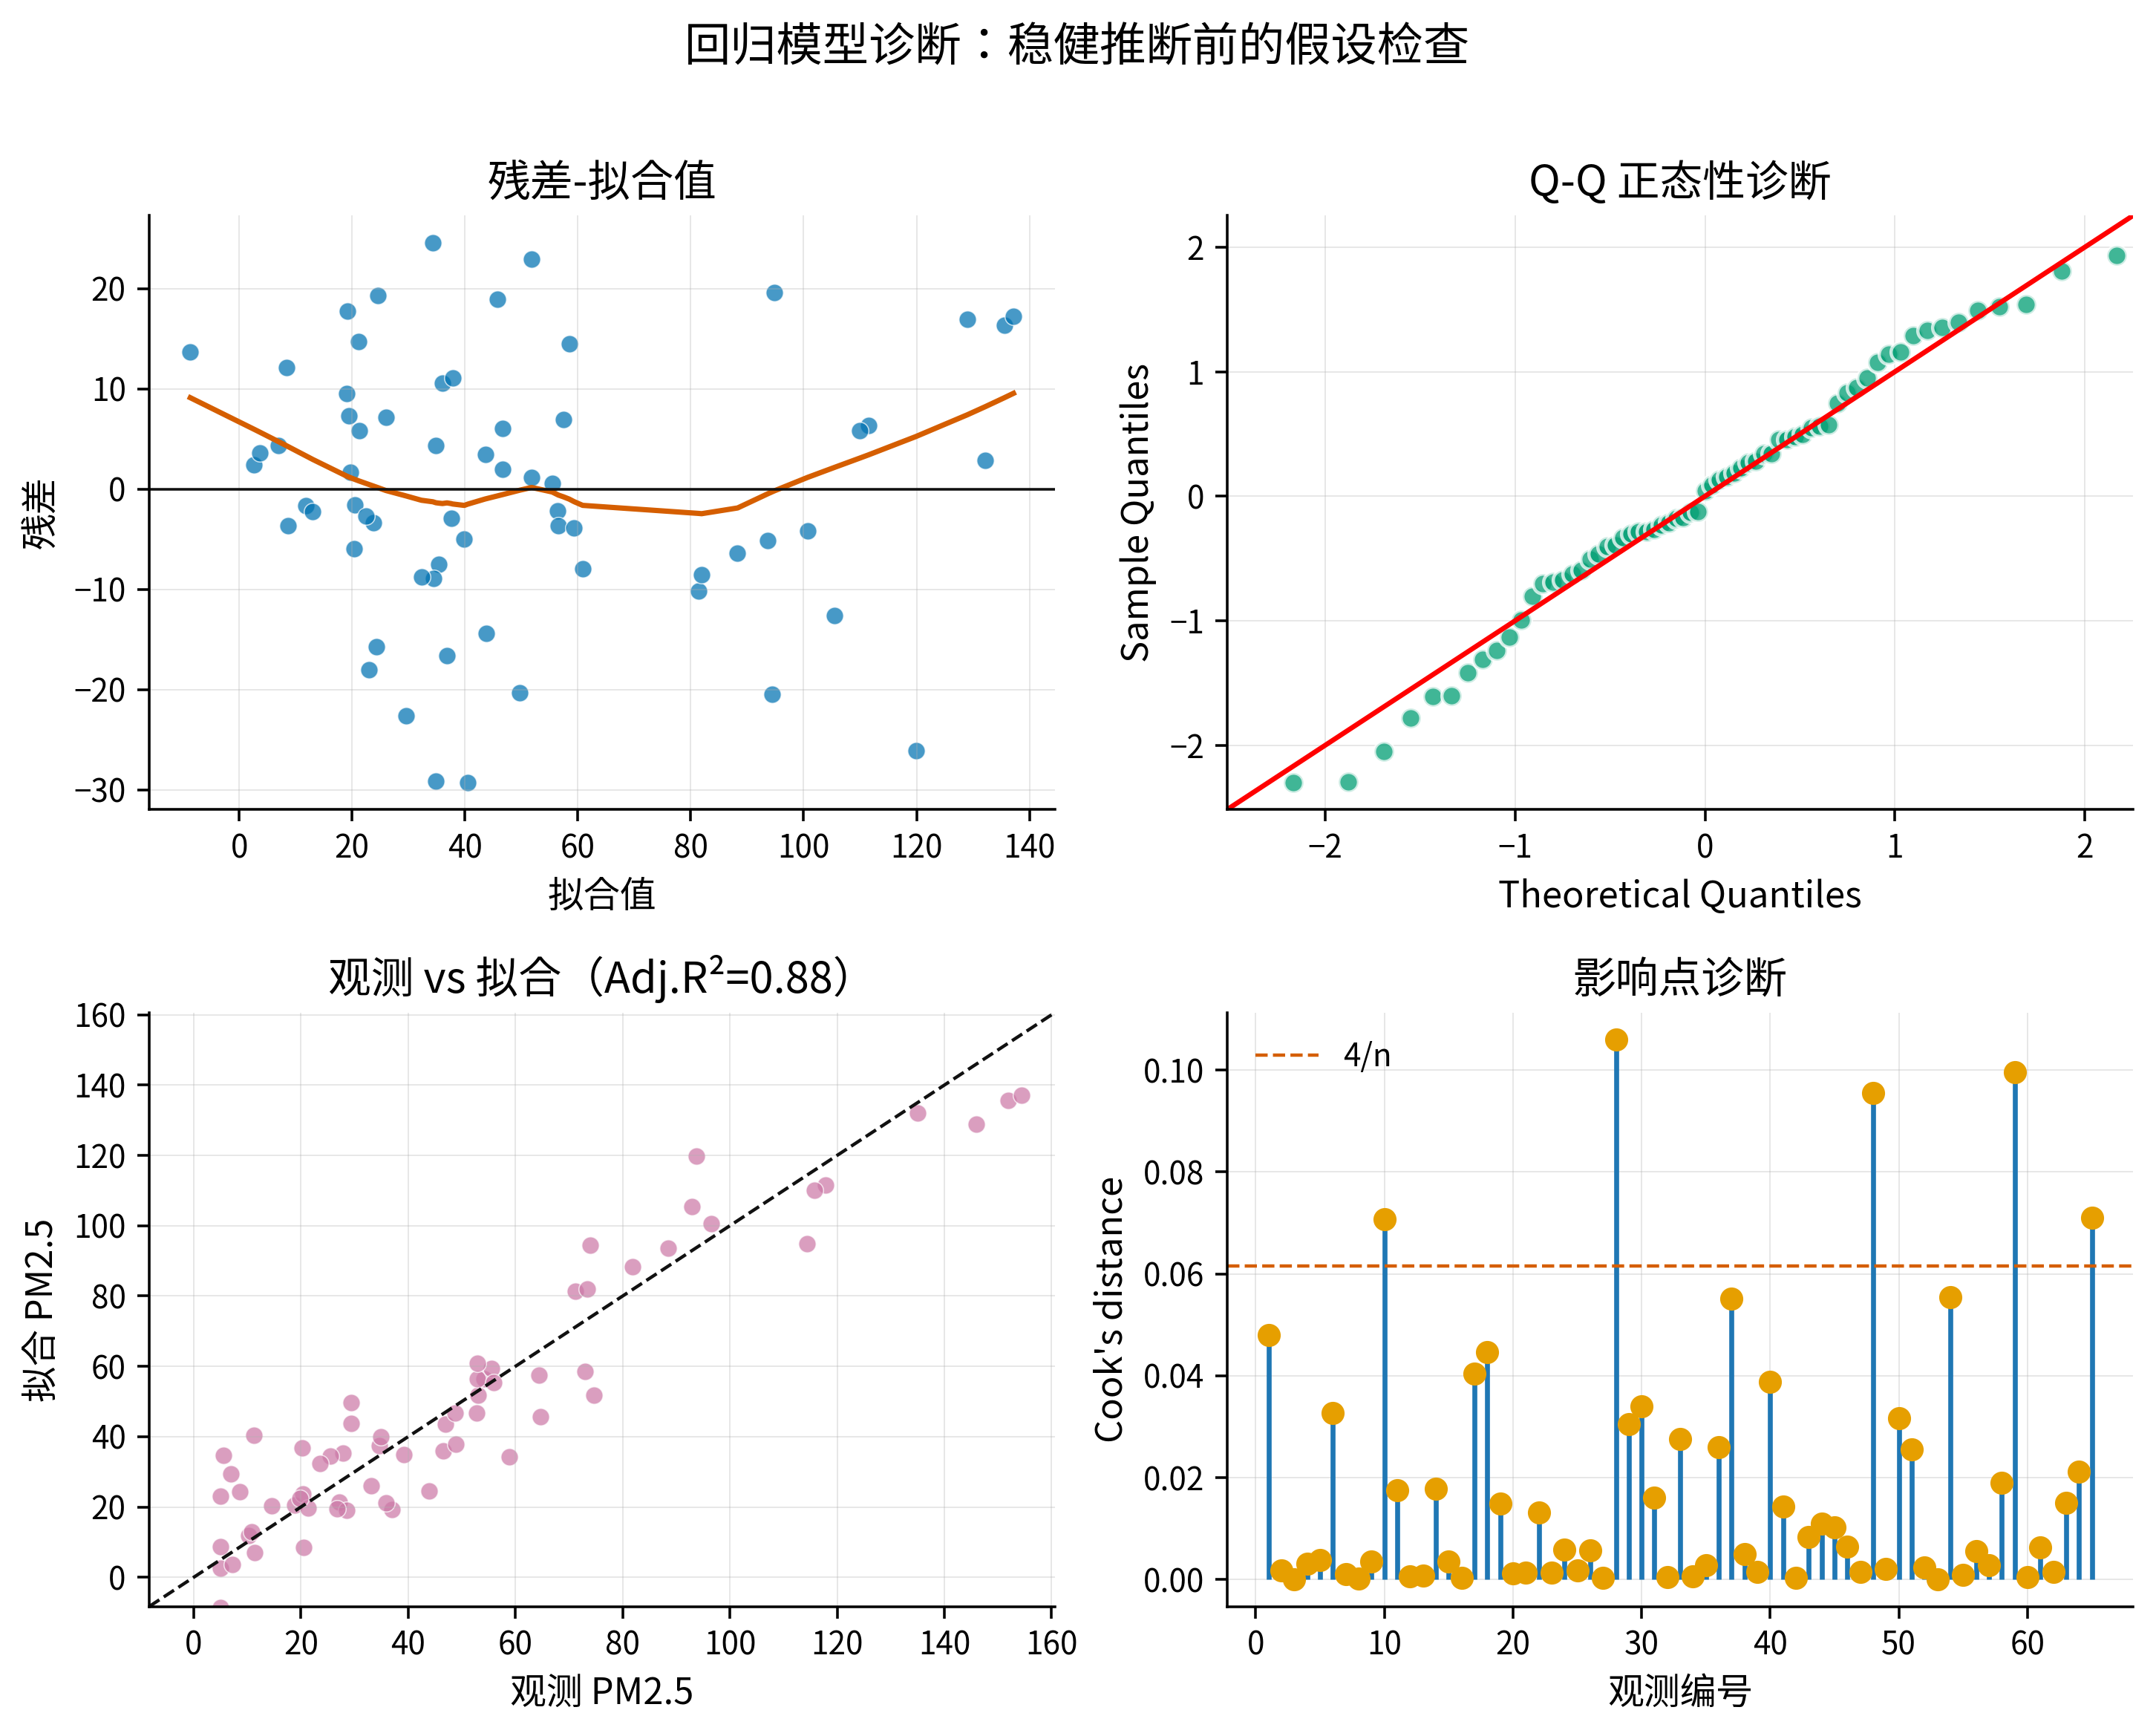 回归模型诊断：稳健推断前的假设检查
残差-拟合值
20
10
0
−10
−20
−30
残差
0 20 40 60 80 100 120 140
拟合值
Q-Q 正态性诊断
2
1
0
−1
−2
Sample Quantiles
−2 −1 0 1 2
Theoretical Quantiles
观测 vs 拟合（Adj.R²=0.88）
160
140
120
100
80
60
40
20
0
拟合 PM2.5
0 20 40 60 80 100 120 140 160
观测 PM2.5
影响点诊断
4/n
0.10
0.08
0.06
0.04
0.02
0.00
Cook's distance
0 10 20 30 40 50 60
观测编号